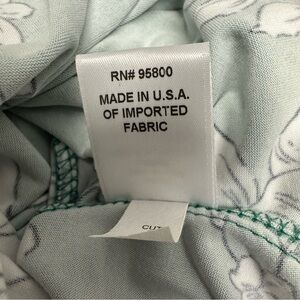 RN# 95800
MADE IN U.S.A.
OF IMPORTED
FABRIC